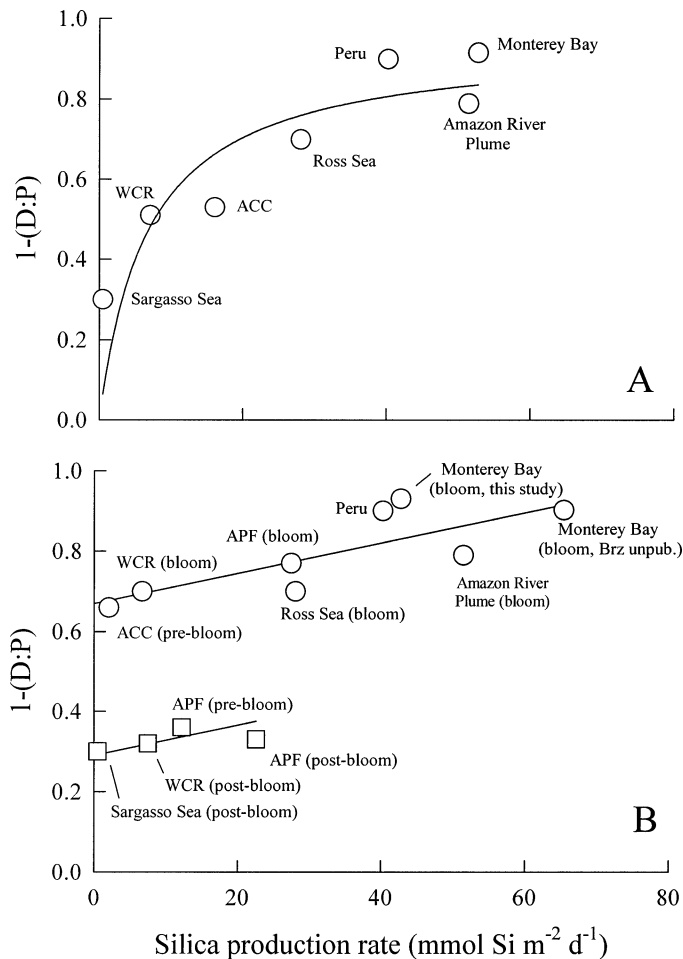 1.0
0.8
0.6
0.4
0.2
0.0
1-(D:P)
Peru
Monterey Bay
Amazon River
Plume
Ross Sea
WCR
ACC
Sargasso Sea
A
1.0
0.8
0.6
0.4
0.2
0.0
1-(D:P)
Monterey Bay
(bloom, this study)
Peru
APF (bloom)
WCR (bloom)
Monterey Bay
(bloom, Brz unpub.)
Amazon River
Plume (bloom)
Ross Sea (bloom)
ACC (pre-bloom)
APF (pre-bloom)
APF (post-bloom)
WCR (post-bloom)
Sargasso Sea (post-bloom)
B
0 20 40 60 80
Silica production rate (mmol Si m⁻² d⁻¹)